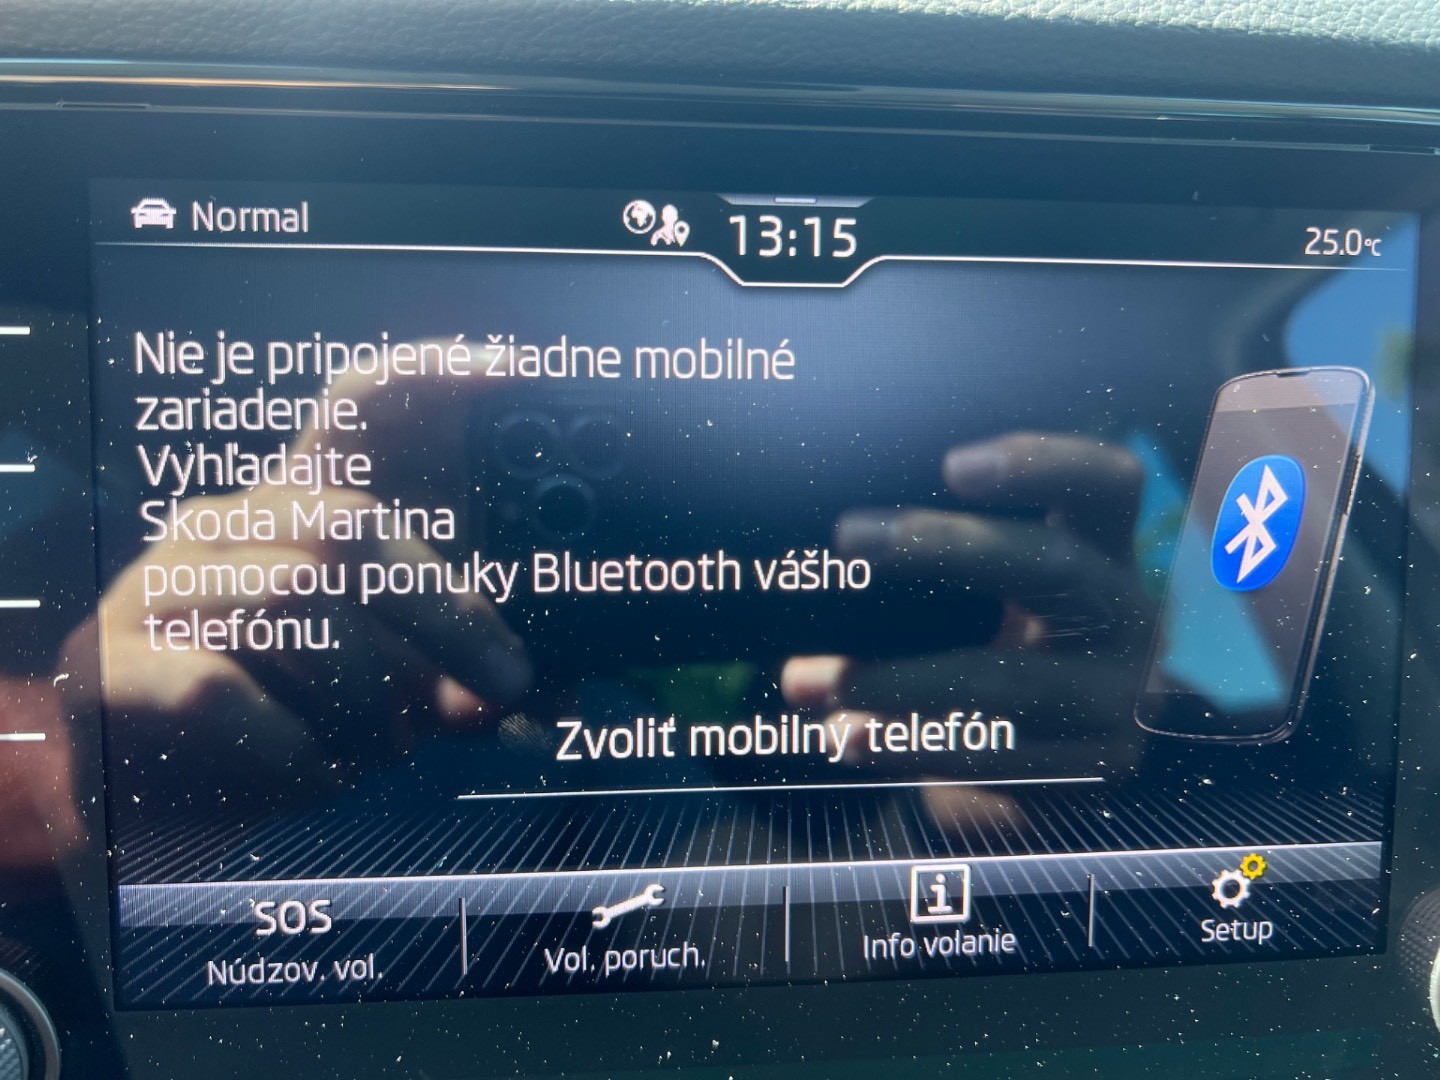 Normal
13:15
25.0°C
Nie je pripojené žiadne mobilné
zariadenie.
Vyhľadajte
Skoda Martina
pomocou ponuky Bluetooth vášho
telefónu.
Zvoliť mobilný telefón
SOS
Núdzov. vol.
Vol. poruch.
i
Info volanie
Setup